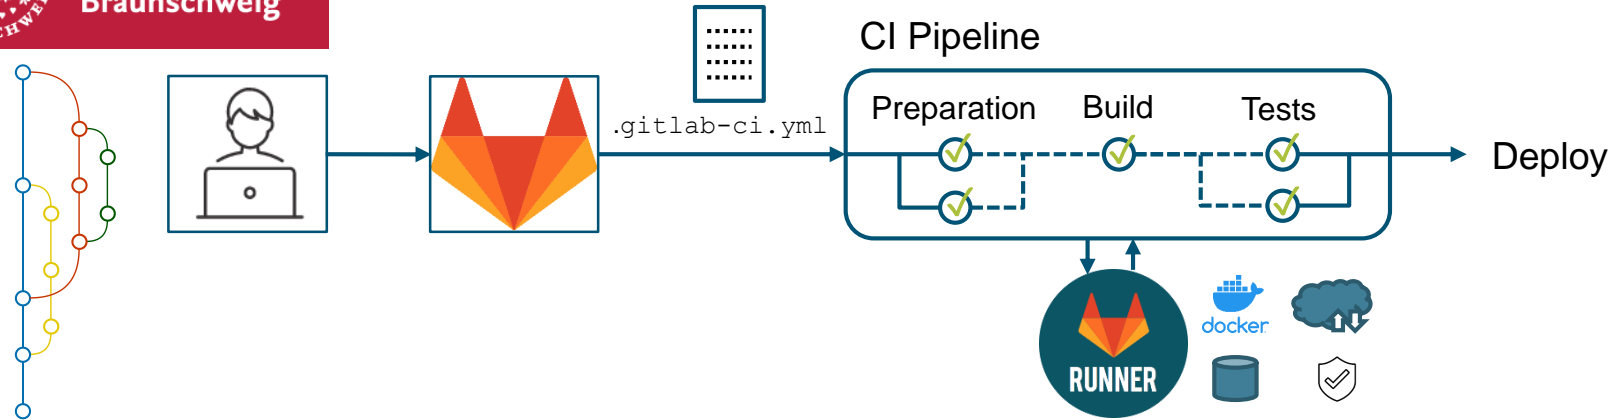 Braunschweig
CI Pipeline
.gitlab-ci.yml
Preparation
Build
Tests
Deploy
docker
RUNNER